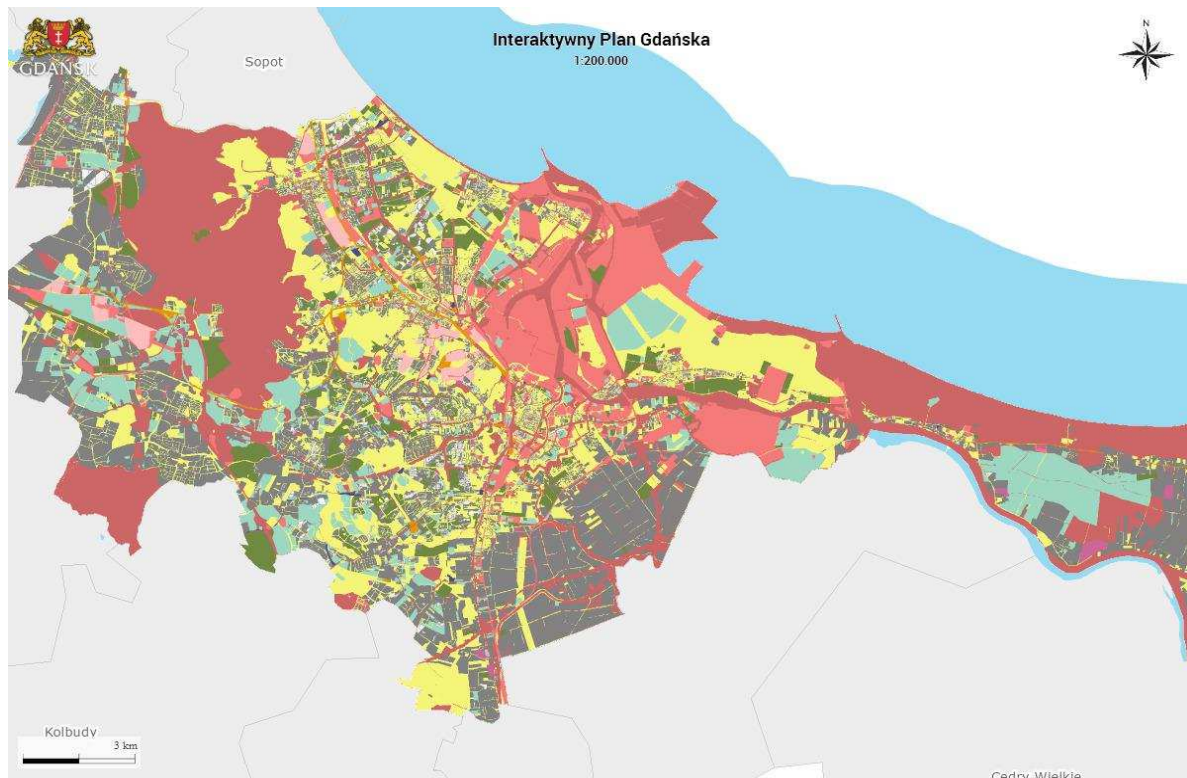 GDAŃSK
Sopot
Interaktywny Plan Gdańska
1:200.000
N
Kolbudy
3 km
Cedry Wielkie